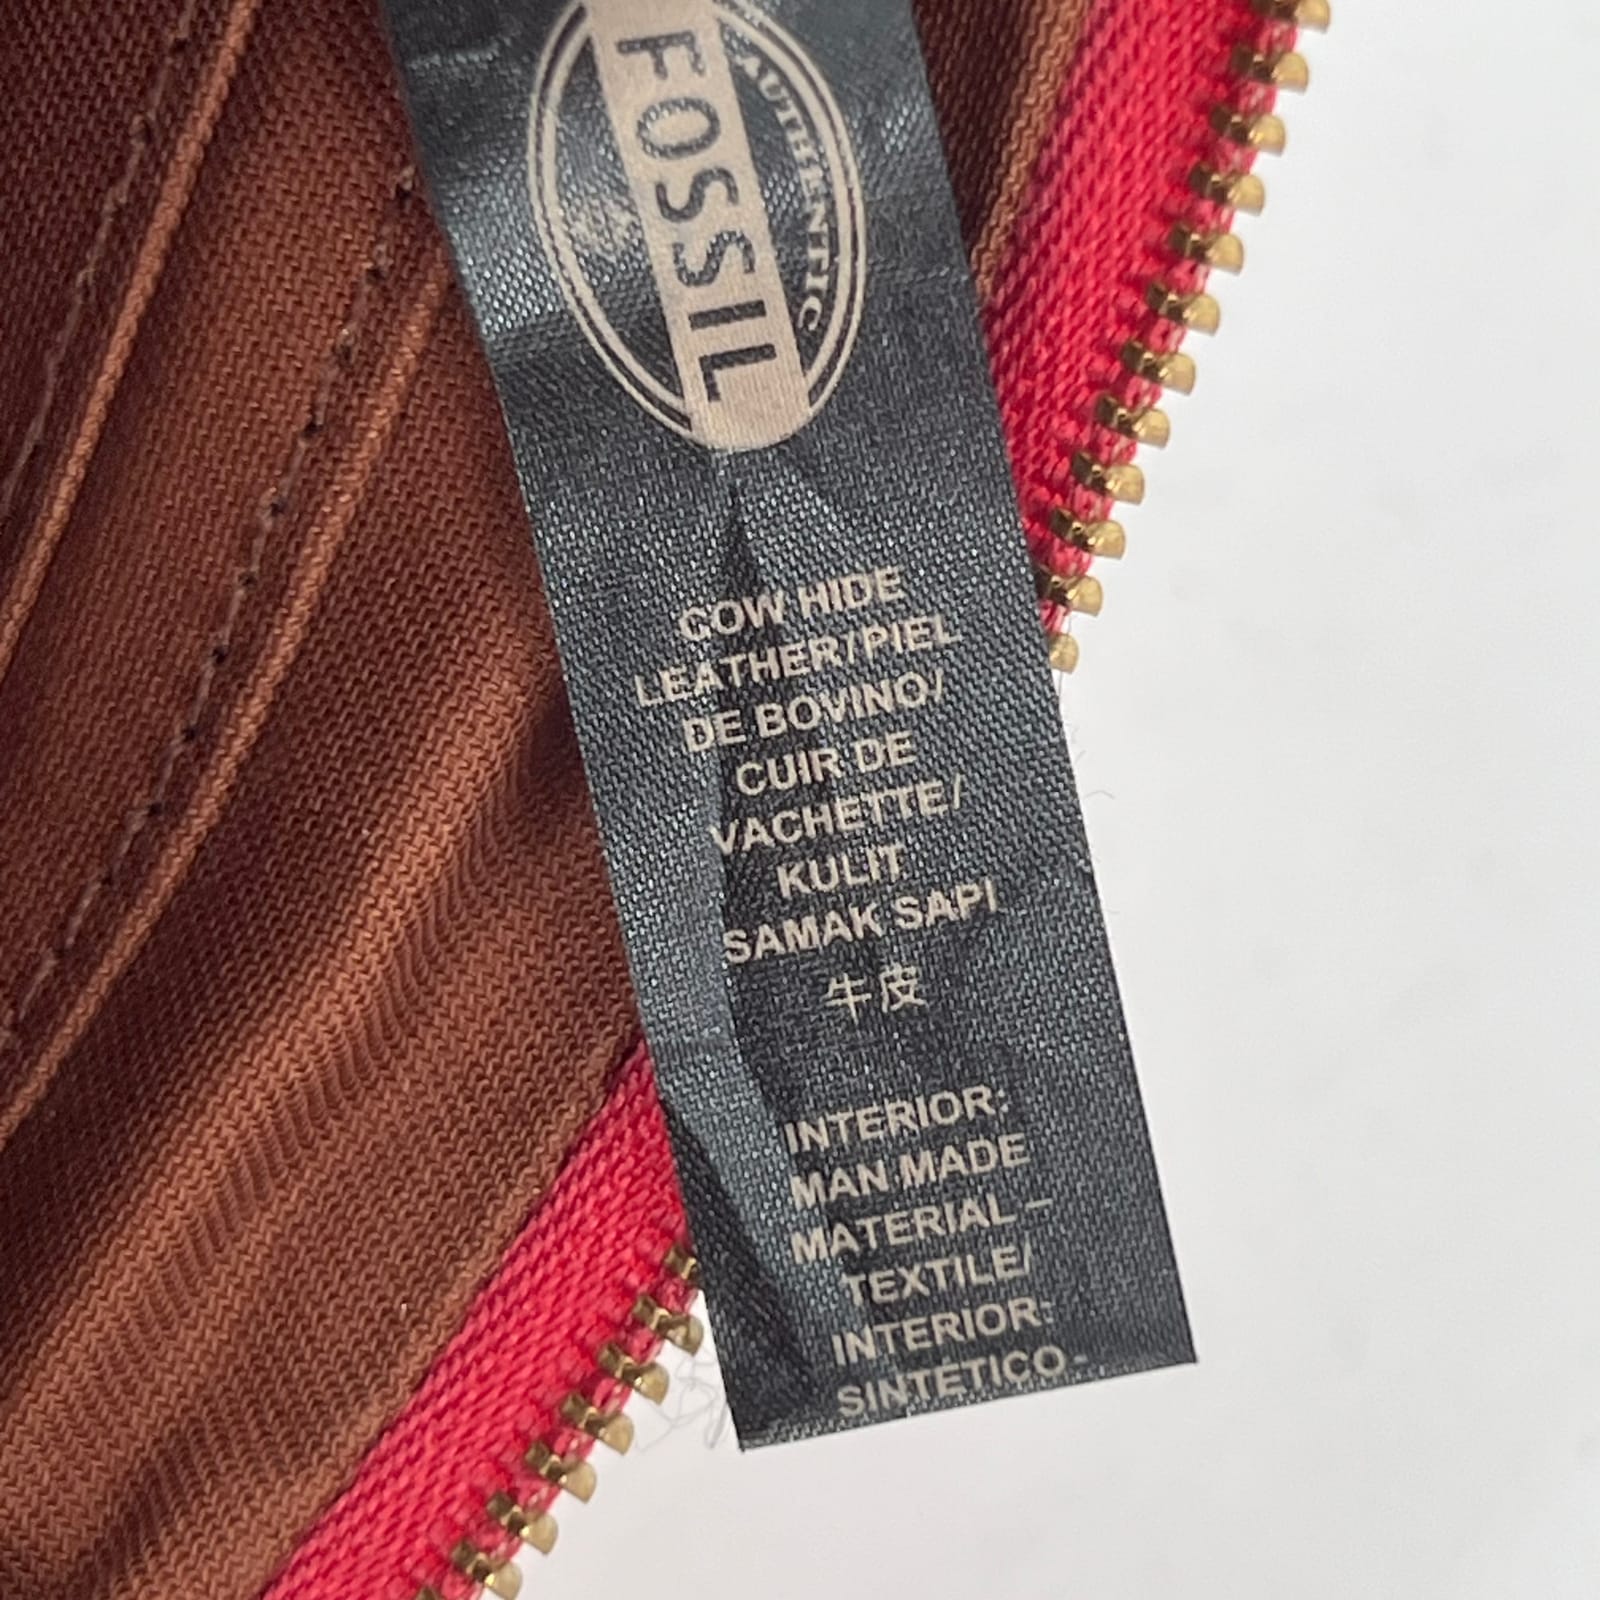 FOSSIL
AUTHENTIC
COW HIDE
LEATHER/PIEL
DE BOVINO/
CUIR DE
VACHETTE/
KULIT
SAMAK SAPI
牛皮
INTERIOR:
MAN MADE
MATERIAL –
TEXTILE/
INTERIOR:
SINTÉTICO-